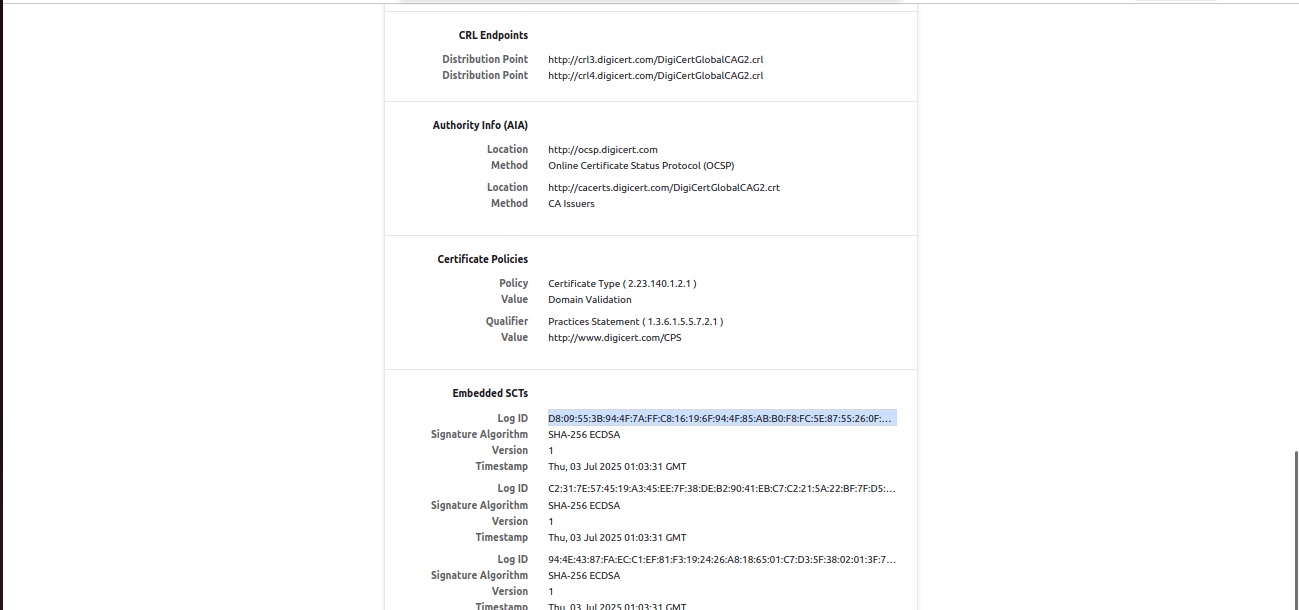 CRL Endpoints
Distribution Point http://crl3.digicert.com/DigiCertGlobalCAG2.crl
Distribution Point http://crl4.digicert.com/DigiCertGlobalCAG2.crl
Authority Info (AIA)
Location http://ocsp.digicert.com
Method Online Certificate Status Protocol (OCSP)
Location http://cacerts.digicert.com/DigiCertGlobalCAG2.crt
Method CA Issuers
Certificate Policies
Policy Certificate Type ( 2.23.140.1.2.1 )
Value Domain Validation
Qualifier Practices Statement ( 1.3.6.1.5.5.7.2.1 )
Value http://www.digicert.com/CPS
Embedded SCTs
Log ID D8:09:55:3B:94:4F:7A:FF:C8:16:19:6F:94:4F:85:AB:B0:F8:FC:5E:87:55:26:0F:…
Signature Algorithm SHA-256 ECDSA
Version 1
Timestamp Thu, 03 Jul 2025 01:03:31 GMT
Log ID C2:31:7E:57:45:19:A3:45:EE:7F:38:DE:B2:90:41:EB:C7:C2:21:5A:22:BF:7F:D5:…
Signature Algorithm SHA-256 ECDSA
Version 1
Timestamp Thu, 03 Jul 2025 01:03:31 GMT
Log ID 94:4E:43:87:FA:EC:C1:EF:81:F3:19:24:26:A8:18:65:01:C7:D3:5F:38:02:01:3F:7…
Signature Algorithm SHA-256 ECDSA
Version 1
Timestamp Thu, 03 Jul 2025 01:03:31 GMT